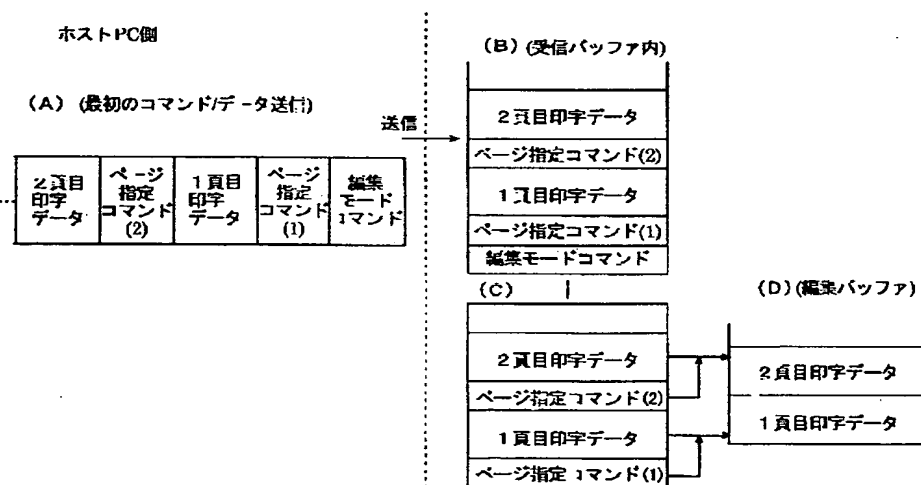 ホストPC側
(A) (最初のコマンド/データ送信)
2頁目
印字
データ
ページ
指定
コマンド
(2)
1頁目
印字
データ
ページ
指定
コマンド
(1)
編集
モード
コマンド
送信
(B) (受信バッファ内)
2頁目印字データ
ページ指定コマンド(2)
1頁目印字データ
ページ指定コマンド(1)
編集モードコマンド
(C)
2頁目印字データ
ページ指定コマンド(2)
1頁目印字データ
ページ指定コマンド(1)
(D)(編集バッファ)
2頁目印字データ
1頁目印字データ